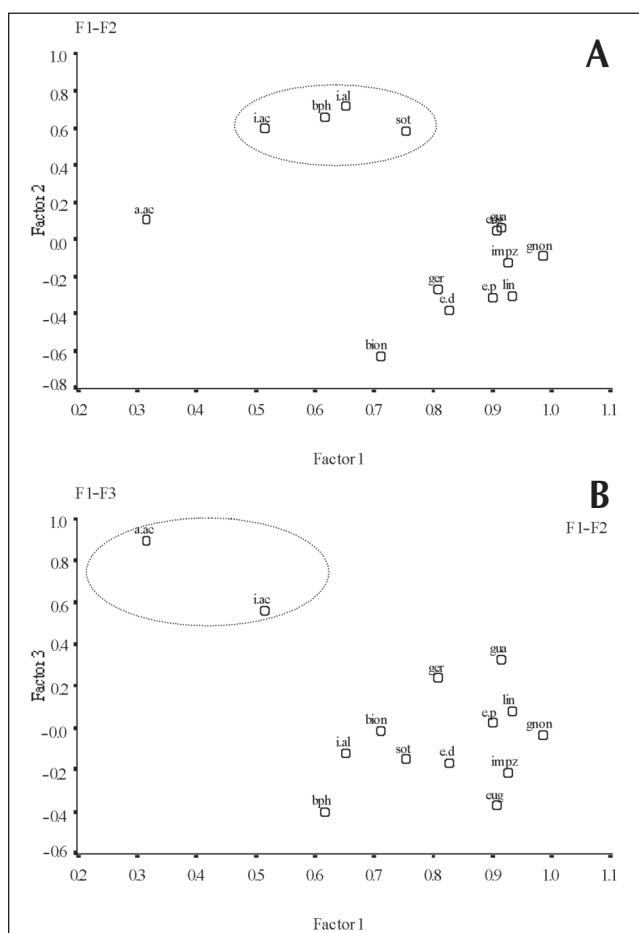 F1-F2
A
1.0
0.8
0.6
0.4
0.2
0.0
-0.2
-0.4
-0.6
-0.8
Factor 2
i.al
bph
i.ac
sot
a.ac
eug
gua
gnon
impz
ger
e.p
lin
e.d
bion
0.2 0.3 0.4 0.5 0.6 0.7 0.8 0.9 1.0 1.1
Factor 1
F1-F3
B
F1-F2
1.0
0.8
0.6
0.4
0.2
-0.0
-0.2
-0.4
-0.6
Factor 3
a.ac
i.ac
gua
ger
lin
e.p
bion
gnon
i.al
sot
e.d
impz
bph
eug
0.2 0.3 0.4 0.5 0.6 0.7 0.8 0.9 1.0 1.1
Factor 1